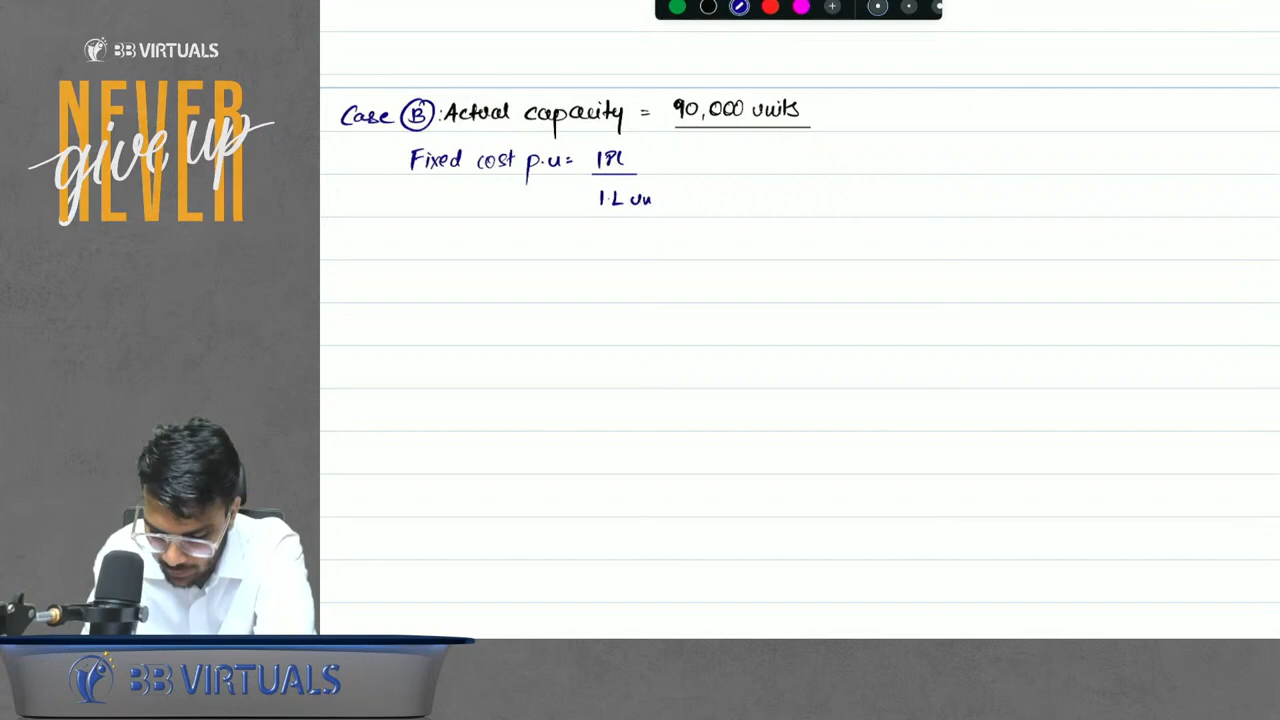 BB VIRTUALS
NEVER
give up
NEVER
Case B: Actual capacity = 90,000 units
Fixed cost p.u = 18L
1.L un
BB VIRTUALS